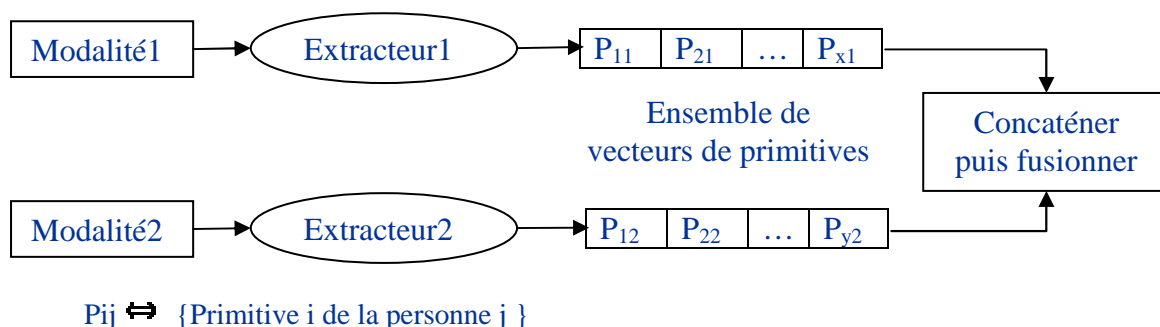 Modalité1
Extracteur1
P11 P21 … Px1
Ensemble de
vecteurs de primitives
Concaténer
puis fusionner
Modalité2
Extracteur2
P12 P22 … Py2
Pij ⇔ {Primitive i de la personne j }